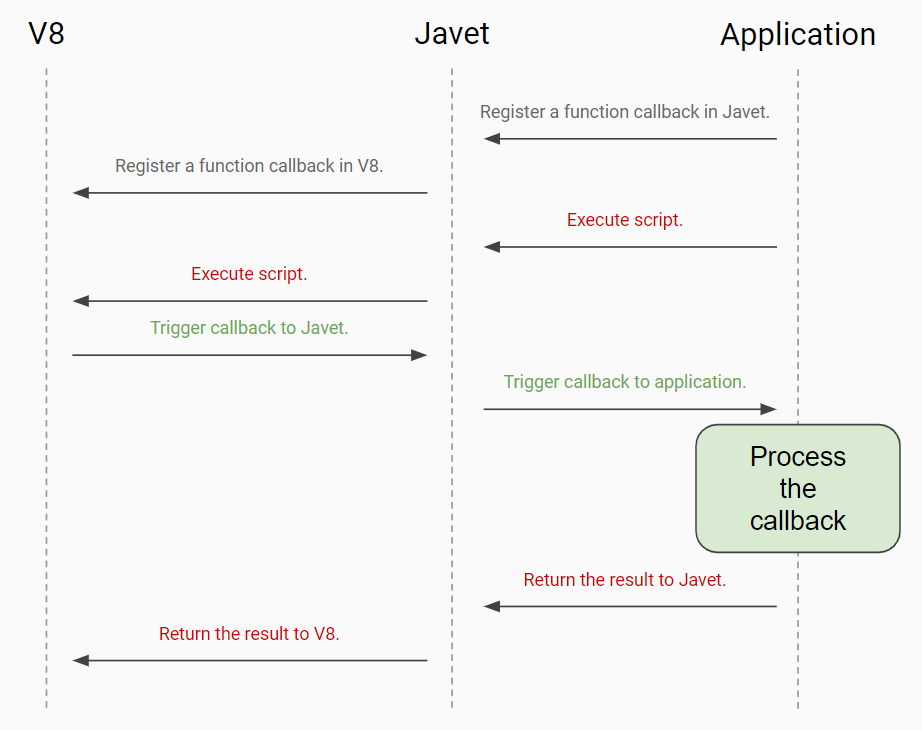 V8
Javet
Application
Register a function callback in Javet.
Register a function callback in V8.
Execute script.
Execute script.
Trigger callback to Javet.
Trigger callback to application.
Process
the
callback
Return the result to Javet.
Return the result to V8.